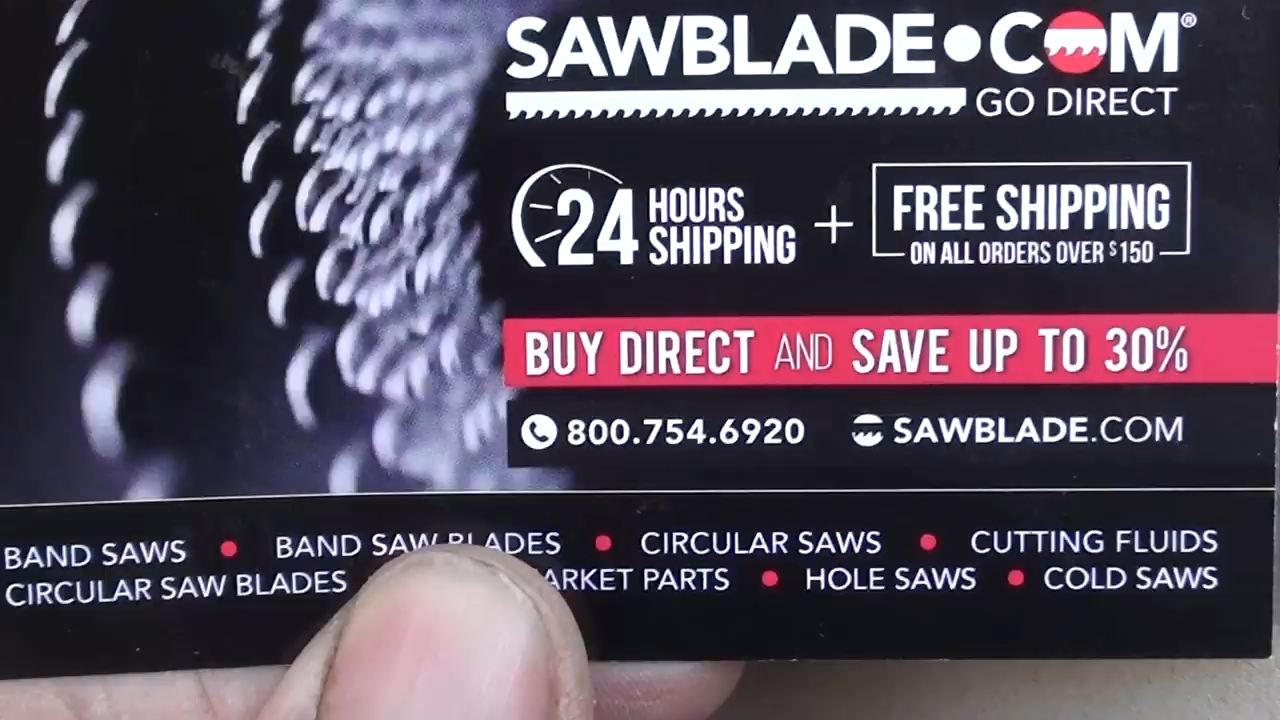 SAWBLADE•COM®
GO DIRECT
24 HOURS SHIPPING + FREE SHIPPING
ON ALL ORDERS OVER $150
BUY DIRECT AND SAVE UP TO 30%
800.754.6920 SAWBLADE.COM
BAND SAWS • BAND SAW BLADES • CIRCULAR SAWS • CUTTING FLUIDS
CIRCULAR SAW BLADES ARKET PARTS • HOLE SAWS • COLD SAWS